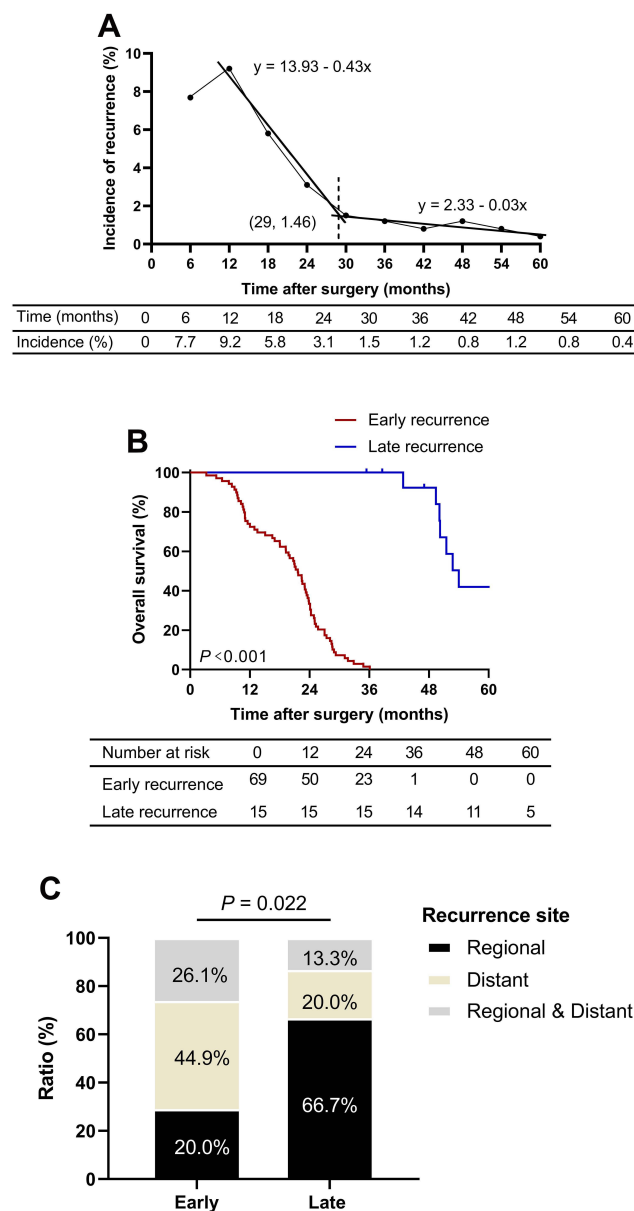 A
Incidence of recurrence (%)
10
8
6
4
2
0
y = 13.93 - 0.43x
y = 2.33 - 0.03x
(29, 1.46)
0 6 12 18 24 30 36 42 48 54 60
Time after surgery (months)
Time (months) 0 6 12 18 24 30 36 42 48 54 60
Incidence (%) 0 7.7 9.2 5.8 3.1 1.5 1.2 0.8 1.2 0.8 0.4
B
Early recurrence
Late recurrence
Overall survival (%)
100
80
60
40
20
0
P<0.001
0 12 24 36 48 60
Time after surgery (months)
Number at risk 0 12 24 36 48 60
Early recurrence 69 50 23 1 0 0
Late recurrence 15 15 15 14 11 5
C
P = 0.022
Ratio (%)
100
80
60
40
20
0
26.1%
44.9%
20.0%
13.3%
20.0%
66.7%
Early Late
Recurrence site
Regional
Distant
Regional & Distant